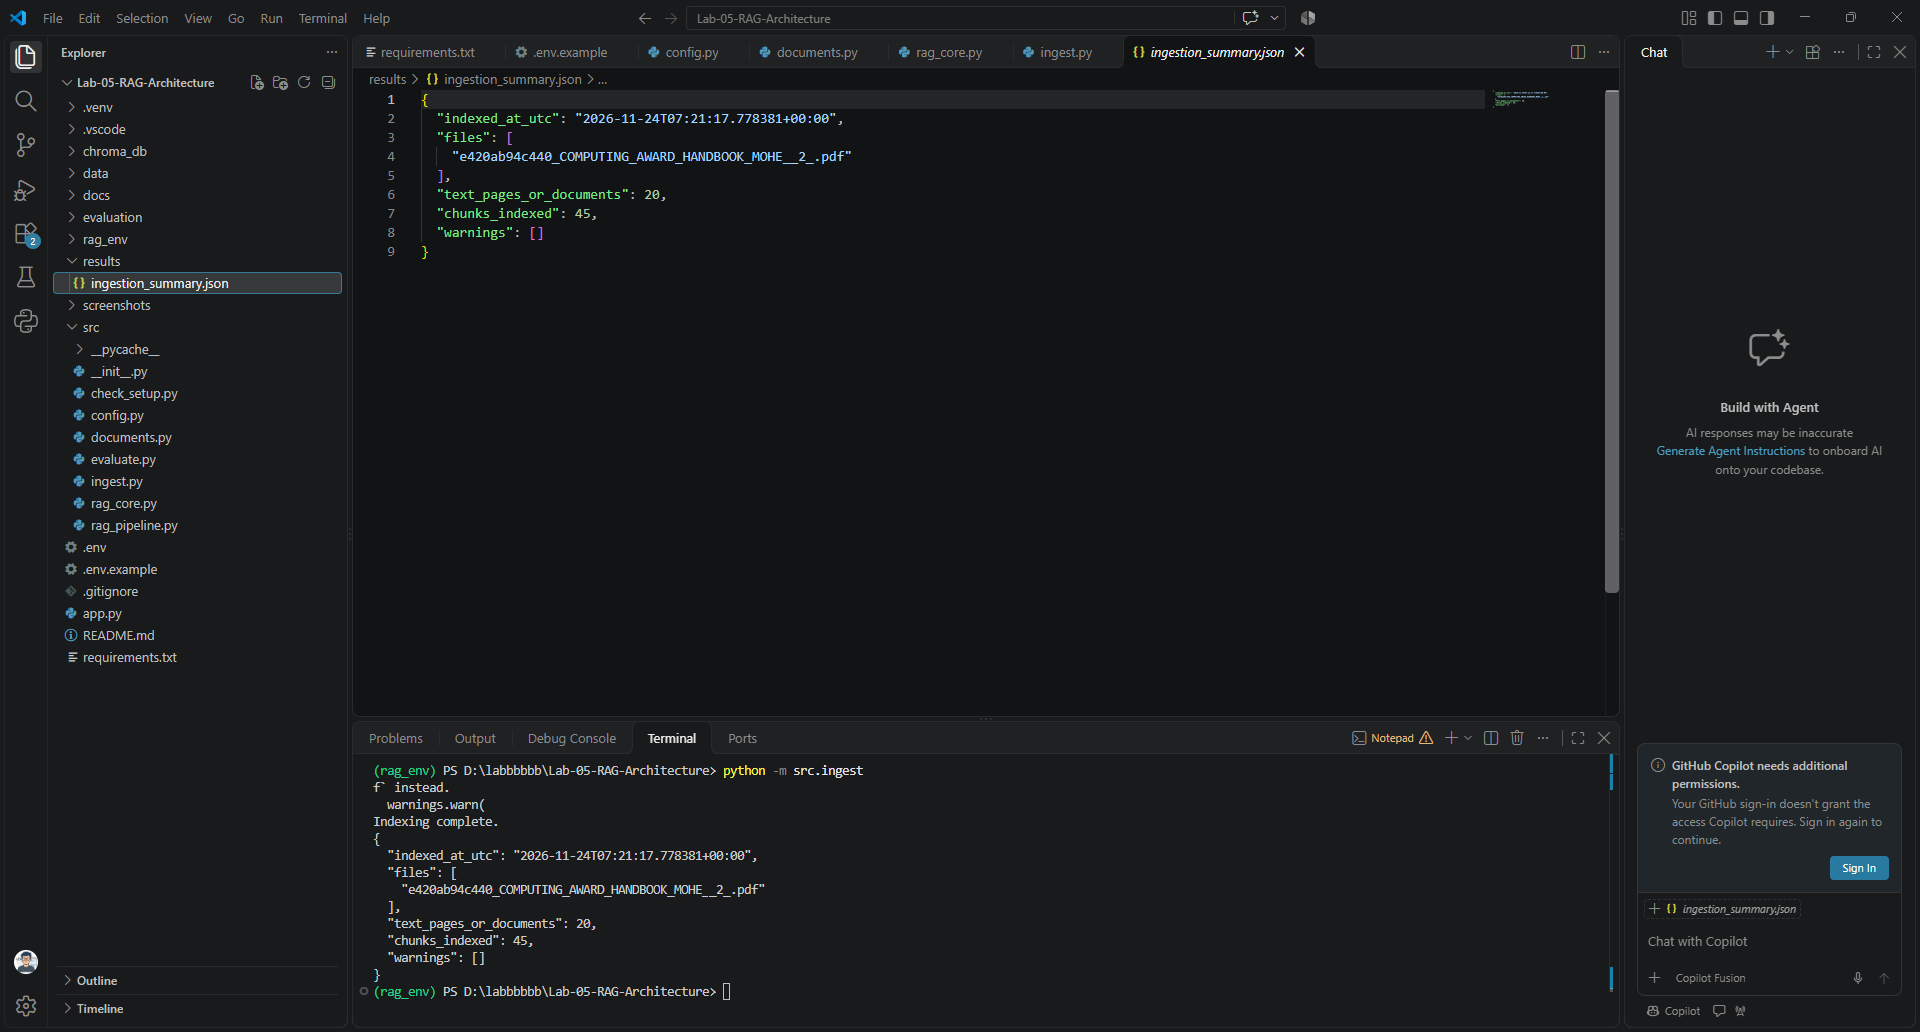 File Edit Selection View Go Run Terminal Help
Lab-05-RAG-Architecture
Explorer
Lab-05-RAG-Architecture
.venv
.vscode
chroma_db
data
docs
evaluation
rag_env
results
ingestion_summary.json
screenshots
src
__pycache__
__init__.py
check_setup.py
config.py
documents.py
evaluate.py
ingest.py
rag_core.py
rag_pipeline.py
.env
.env.example
.gitignore
app.py
README.md
requirements.txt
Outline
Timeline
2
requirements.txt .env.example config.py documents.py rag_core.py ingest.py ingestion_summary.json
results > {} ingestion_summary.json > ...
1 {
2 "indexed_at_utc": "2026-11-24T07:21:17.778381+00:00",
3 "files": [
4 "e420ab94c440_COMPUTING_AWARD_HANDBOOK_MOHE__2_.pdf"
5 ],
6 "text_pages_or_documents": 20,
7 "chunks_indexed": 45,
8 "warnings": []
9 }
Problems Output Debug Console Terminal Ports
Notepad
(rag_env) PS D:\labbbbbb\Lab-05-RAG-Architecture> python -m src.ingest
f` instead.
warnings.warn(
Indexing complete.
{
"indexed_at_utc": "2026-11-24T07:21:17.778381+00:00",
"files": [
"e420ab94c440_COMPUTING_AWARD_HANDBOOK_MOHE__2_.pdf"
],
"text_pages_or_documents": 20,
"chunks_indexed": 45,
"warnings": []
}
(rag_env) PS D:\labbbbbb\Lab-05-RAG-Architecture>
Chat
Build with Agent
AI responses may be inaccurate
Generate Agent Instructions to onboard AI
onto your codebase.
GitHub Copilot needs additional
permissions.
Your GitHub sign-in doesn't grant the
access Copilot requires. Sign in again to
continue.
Sign In
{} ingestion_summary.json
Chat with Copilot
Copilot Fusion
Copilot